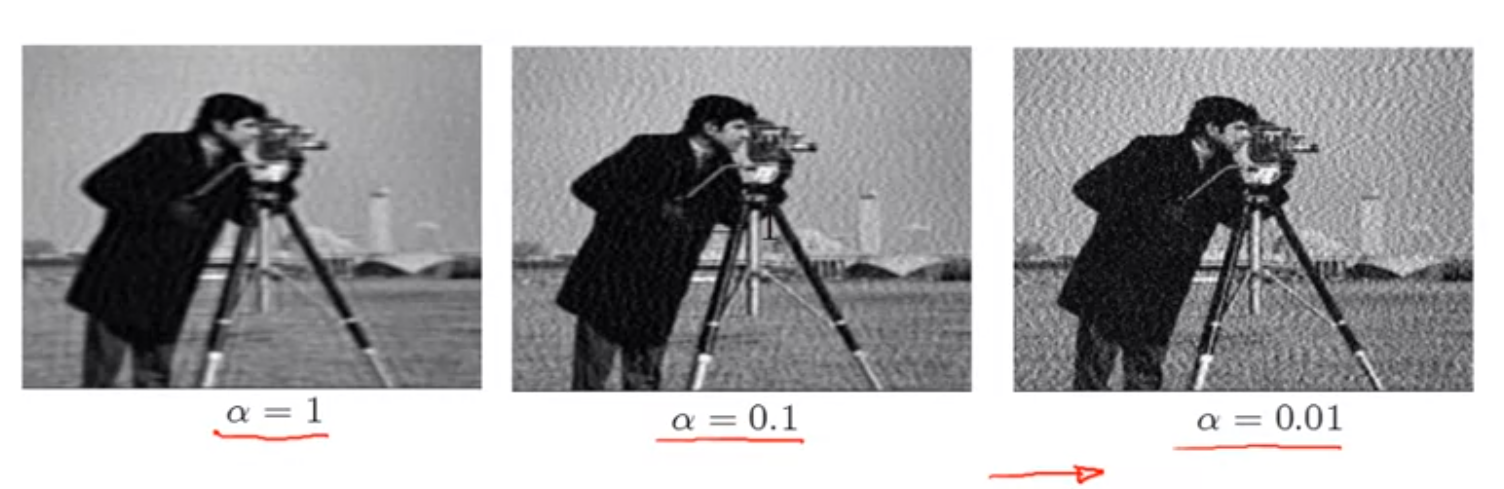 α = 1
α = 0.1
α = 0.01